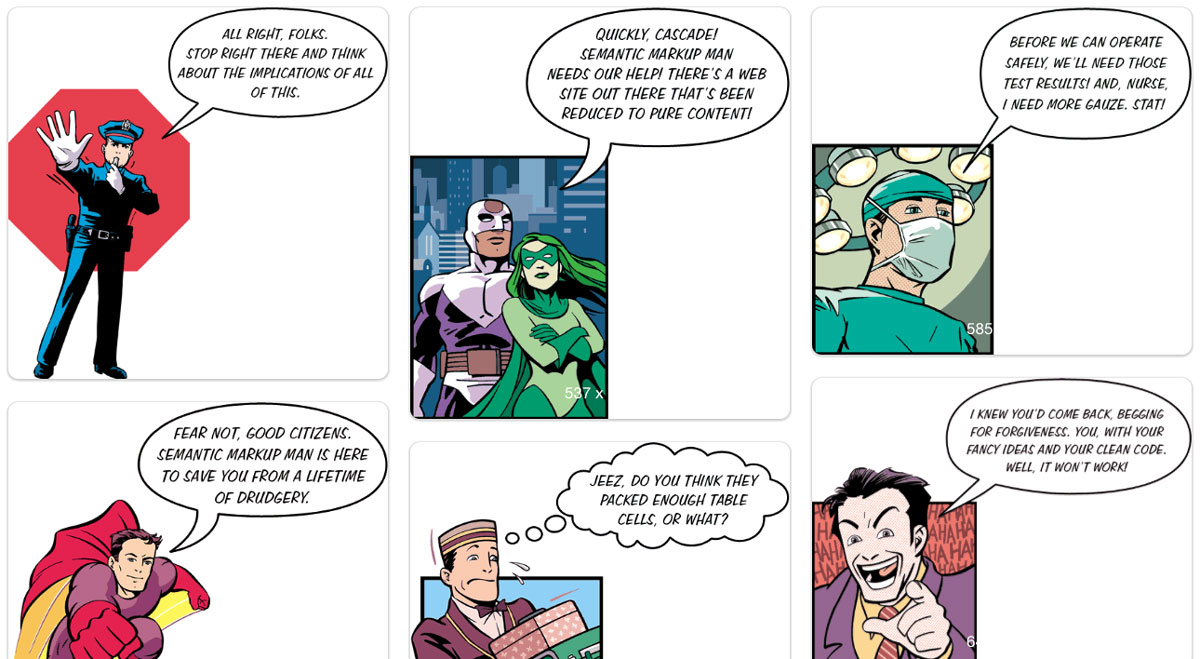 ALL RIGHT, FOLKS.
STOP RIGHT THERE AND THINK
ABOUT THE IMPLICATIONS OF ALL
OF THIS.
QUICKLY, CASCADE!
SEMANTIC MARKUP MAN
NEEDS OUR HELP! THERE'S A WEB
SITE OUT THERE THAT'S BEEN
REDUCED TO PURE CONTENT!
537 x
BEFORE WE CAN OPERATE
SAFELY, WE'LL NEED THOSE
TEST RESULTS! AND, NURSE,
I NEED MORE GAUZE. STAT!
585
FEAR NOT, GOOD CITIZENS.
SEMANTIC MARKUP MAN IS HERE
TO SAVE YOU FROM A LIFETIME
OF DRUDGERY.
JEEZ, DO YOU THINK THEY
PACKED ENOUGH TABLE
CELLS, OR WHAT?
I KNEW YOU'D COME BACK, BEGGING
FOR FORGIVENESS. YOU, WITH YOUR
FANCY IDEAS AND YOUR CLEAN CODE.
WELL, IT WON'T WORK!
HA
HAHA
HAHA
HA HA